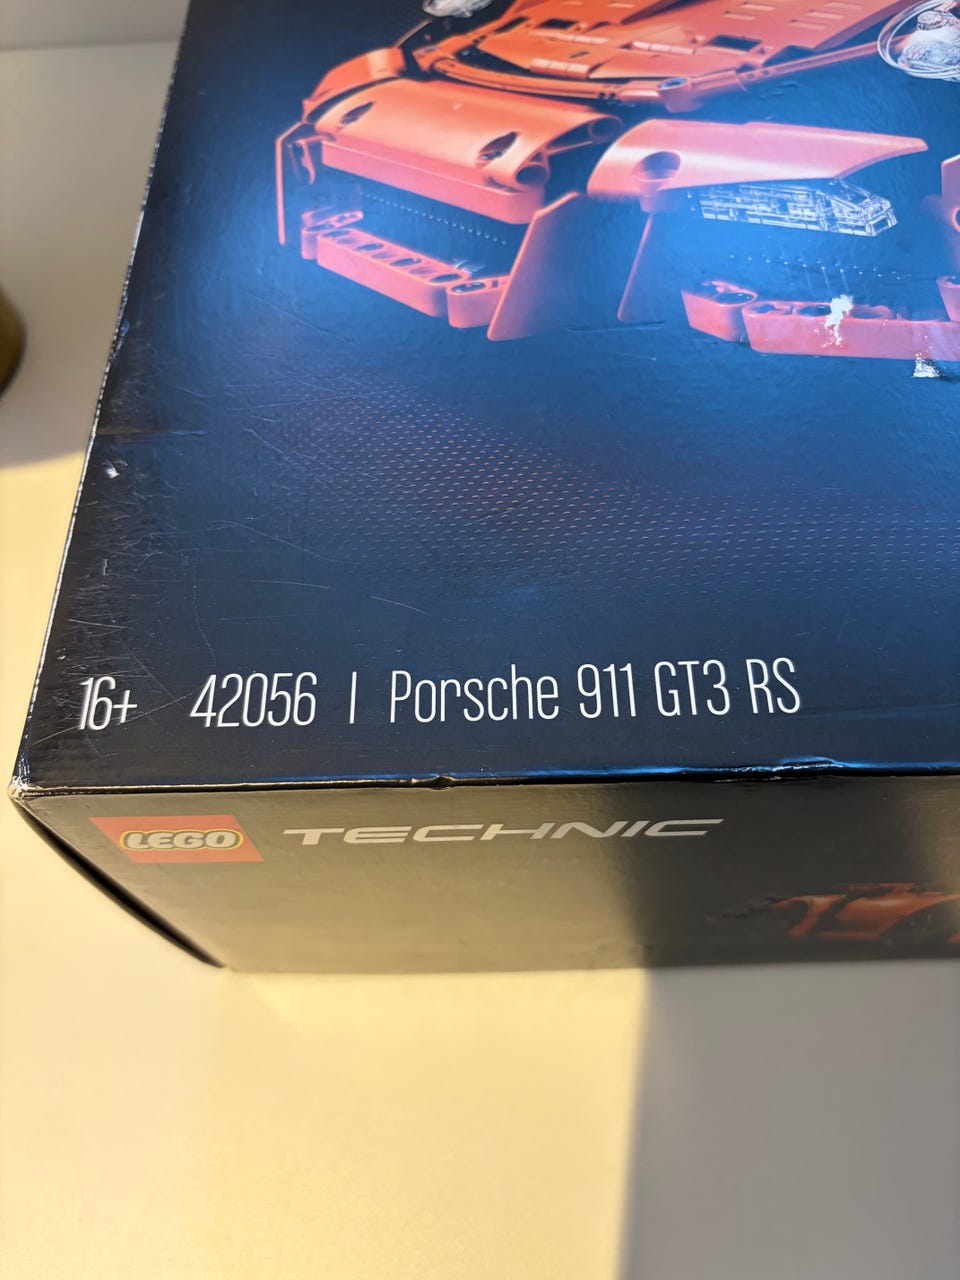 16+ 42056 | Porsche 911 GT3 RS
LEGO TECHNIC